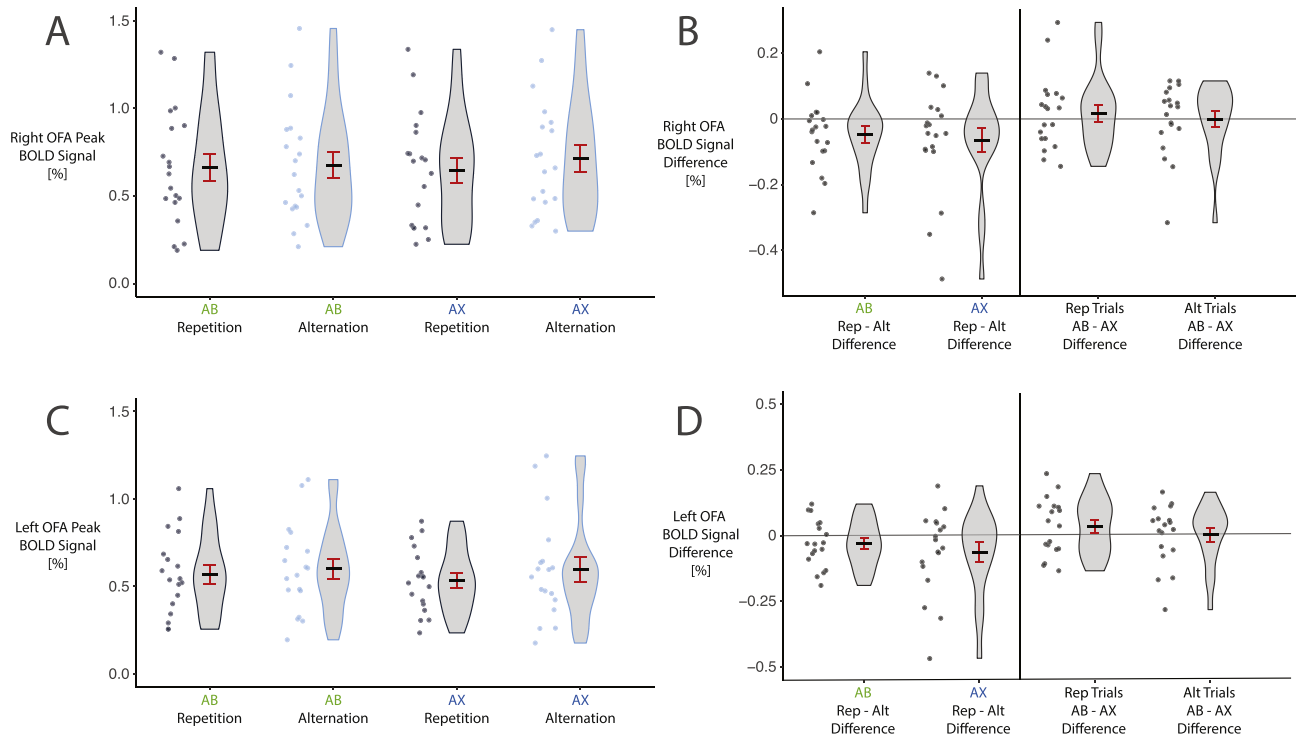 A
Right OFA Peak
BOLD Signal
[%]
1.5
1.0
0.5
0.0
AB
Repetition
AB
Alternation
AX
Repetition
AX
Alternation
B
Right OFA
BOLD Signal
Difference
[%]
0.2
0
−0.2
−0.4
AB
Rep - Alt
Difference
AX
Rep - Alt
Difference
Rep Trials
AB - AX
Difference
Alt Trials
AB - AX
Difference
C
Left OFA Peak
BOLD Signal
[%]
1.5
1.0
0.5
0.0
AB
Repetition
AB
Alternation
AX
Repetition
AX
Alternation
D
Left OFA
BOLD Signal
Difference
[%]
0.5
0.25
0
−0.25
−0.5
AB
Rep - Alt
Difference
AX
Rep - Alt
Difference
Rep Trials
AB - AX
Difference
Alt Trials
AB - AX
Difference